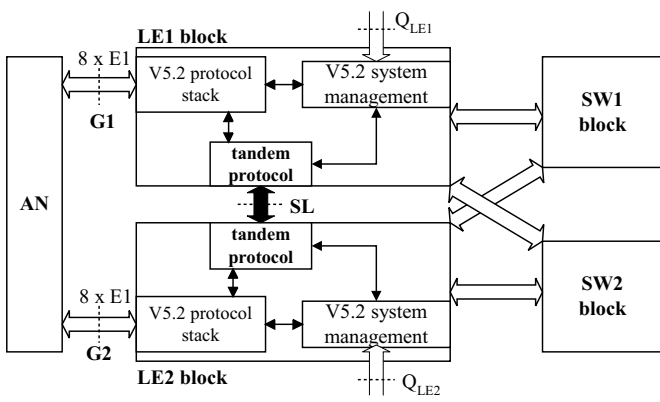 Q_LE1
LE1 block
8 x E1
V5.2 protocol
stack
V5.2 system
management
SW1
block
G1
tandem
protocol
AN
SL
tandem
protocol
8 x E1
SW2
block
V5.2 protocol
stack
V5.2 system
management
G2
LE2 block
Q_LE2